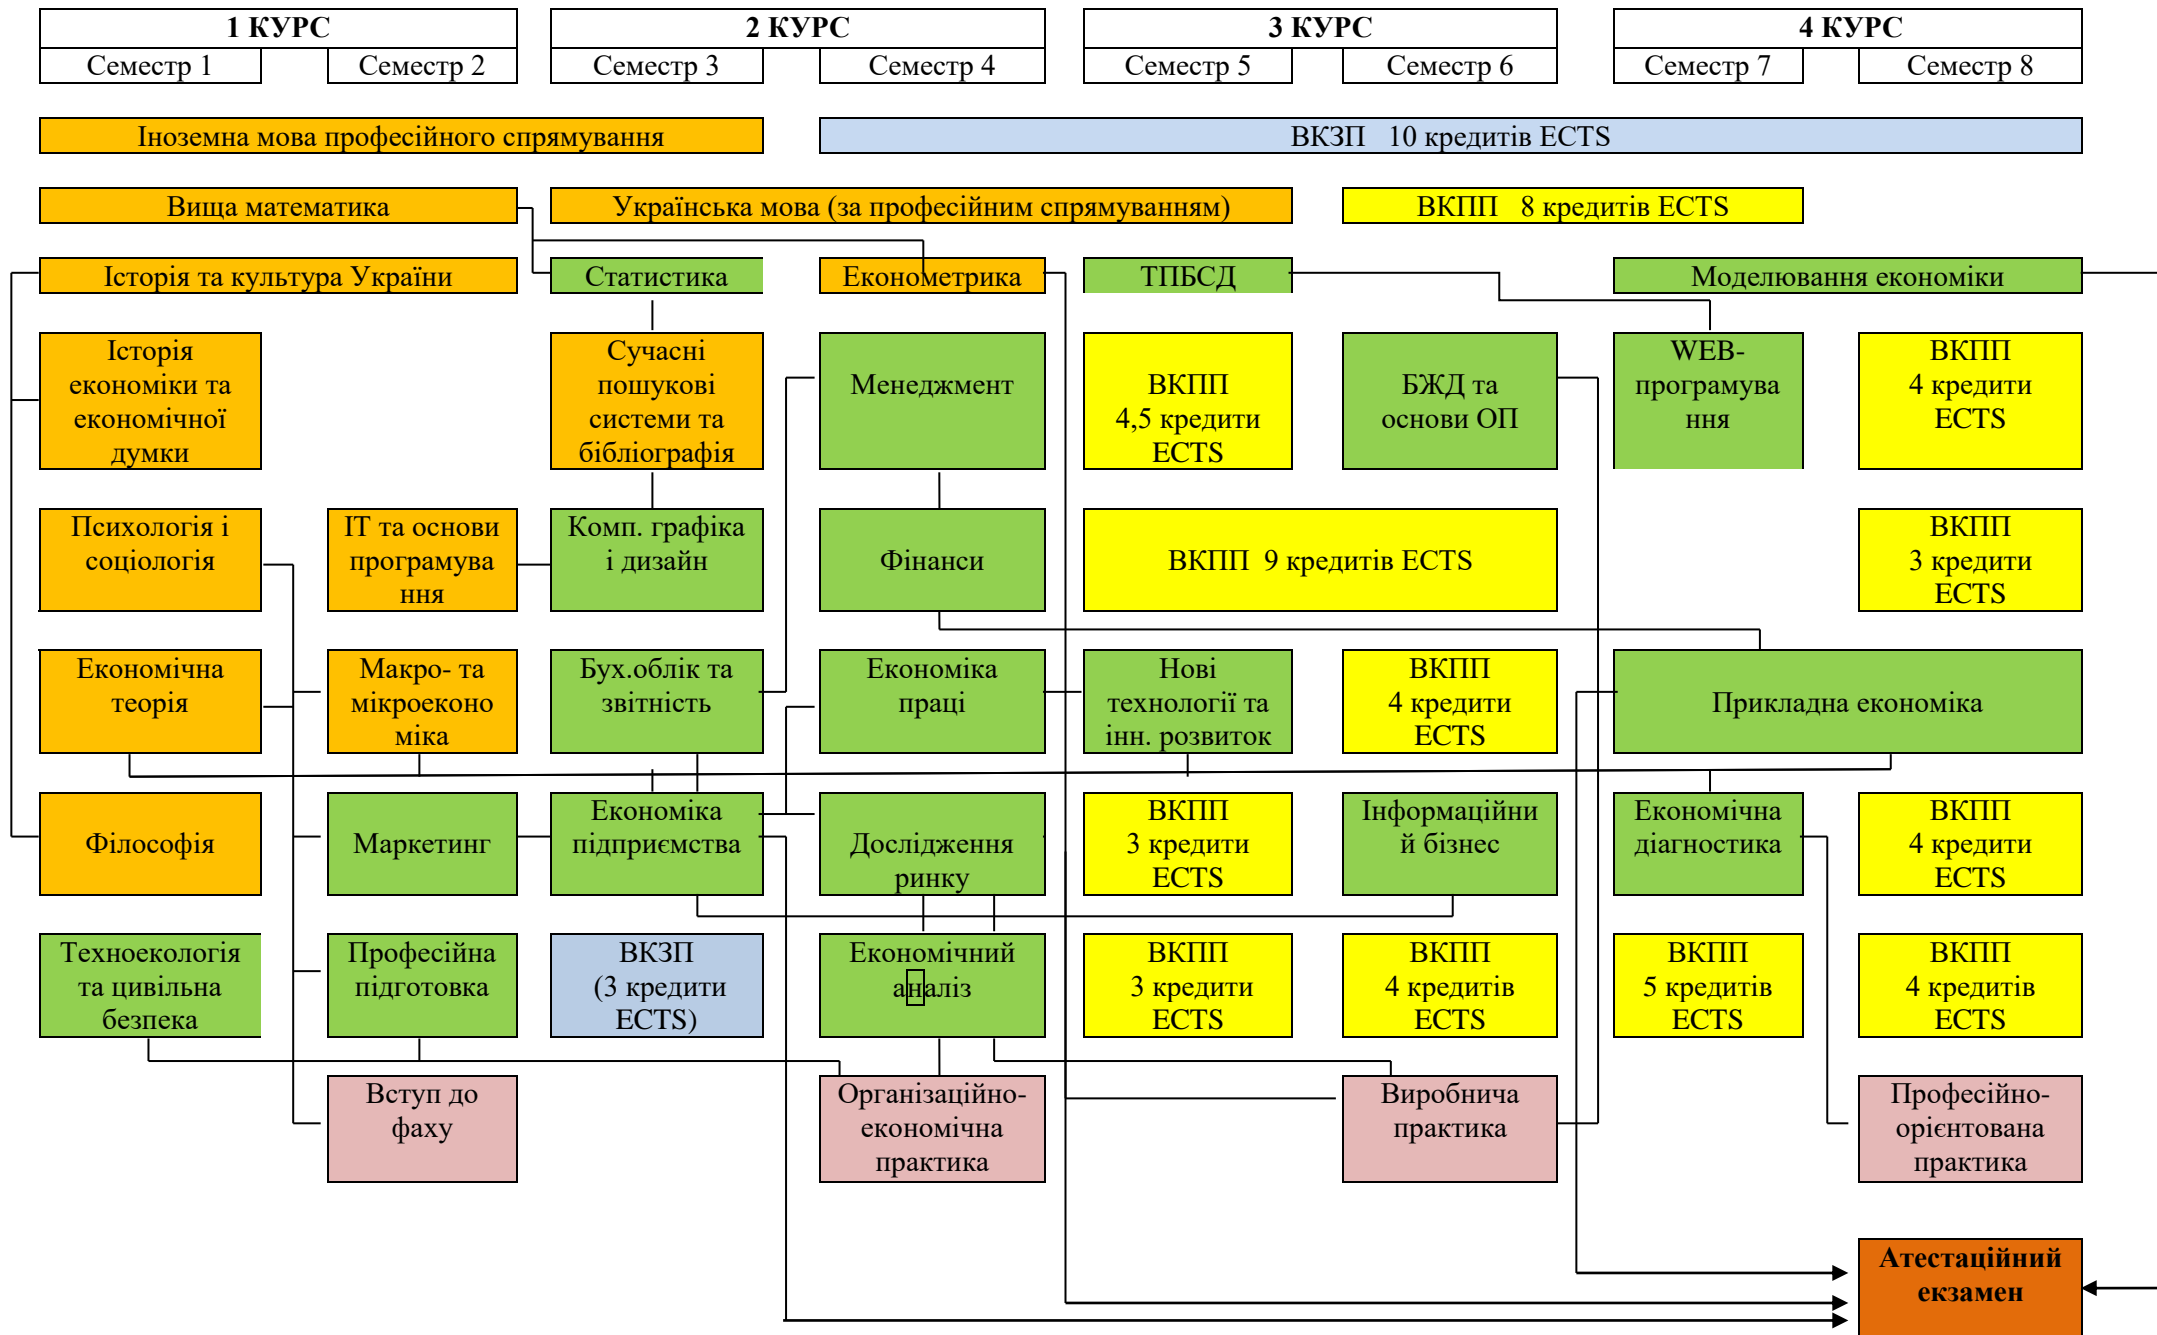 1 КУРС
2 КУРС
3 КУРС
4 КУРС
Семестр 1
Семестр 2
Семестр 3
Семестр 4
Семестр 5
Семестр 6
Семестр 7
Семестр 8
Іноземна мова професійного спрямування
ВКЗП 10 кредитів ECTS
Вища математика
Українська мова (за професійним спрямуванням)
ВКПП 8 кредитів ECTS
Історія та культура України
Статистика
Економетрика
ТПБСД
Моделювання економіки
Історія
економіки та
економічної
думки
Сучасні
пошукові
системи та
бібліографія
Менеджмент
ВКПП
4,5 кредити
ECTS
БЖД та
основи ОП
WEB-
програмува
ння
ВКПП
4 кредити
ECTS
Психологія і
соціологія
ІТ та основи
програмува
ння
Комп. графіка
і дизайн
Фінанси
ВКПП 9 кредитів ECTS
ВКПП
3 кредити
ECTS
Економічна
теорія
Макро- та
мікроеконо
міка
Бух.облік та
звітність
Економіка
праці
Нові
технології та
інн. розвиток
ВКПП
4 кредити
ECTS
Прикладна економіка
Філософія
Маркетинг
Економіка
підприємства
Дослідження
ринку
ВКПП
3 кредити
ECTS
Інформаційни
й бізнес
Економічна
діагностика
ВКПП
4 кредити
ECTS
Техноекологія
та цивільна
безпека
Професійна
підготовка
ВКЗП
(3 кредити
ECTS)
Економічний
аналіз
ВКПП
3 кредити
ECTS
ВКПП
4 кредитів
ECTS
ВКПП
5 кредитів
ECTS
ВКПП
4 кредитів
ECTS
Вступ до
фаху
Організаційно-
економічна
практика
Виробнича
практика
Професійно-
орієнтована
практика
Атестаційний
екзамен